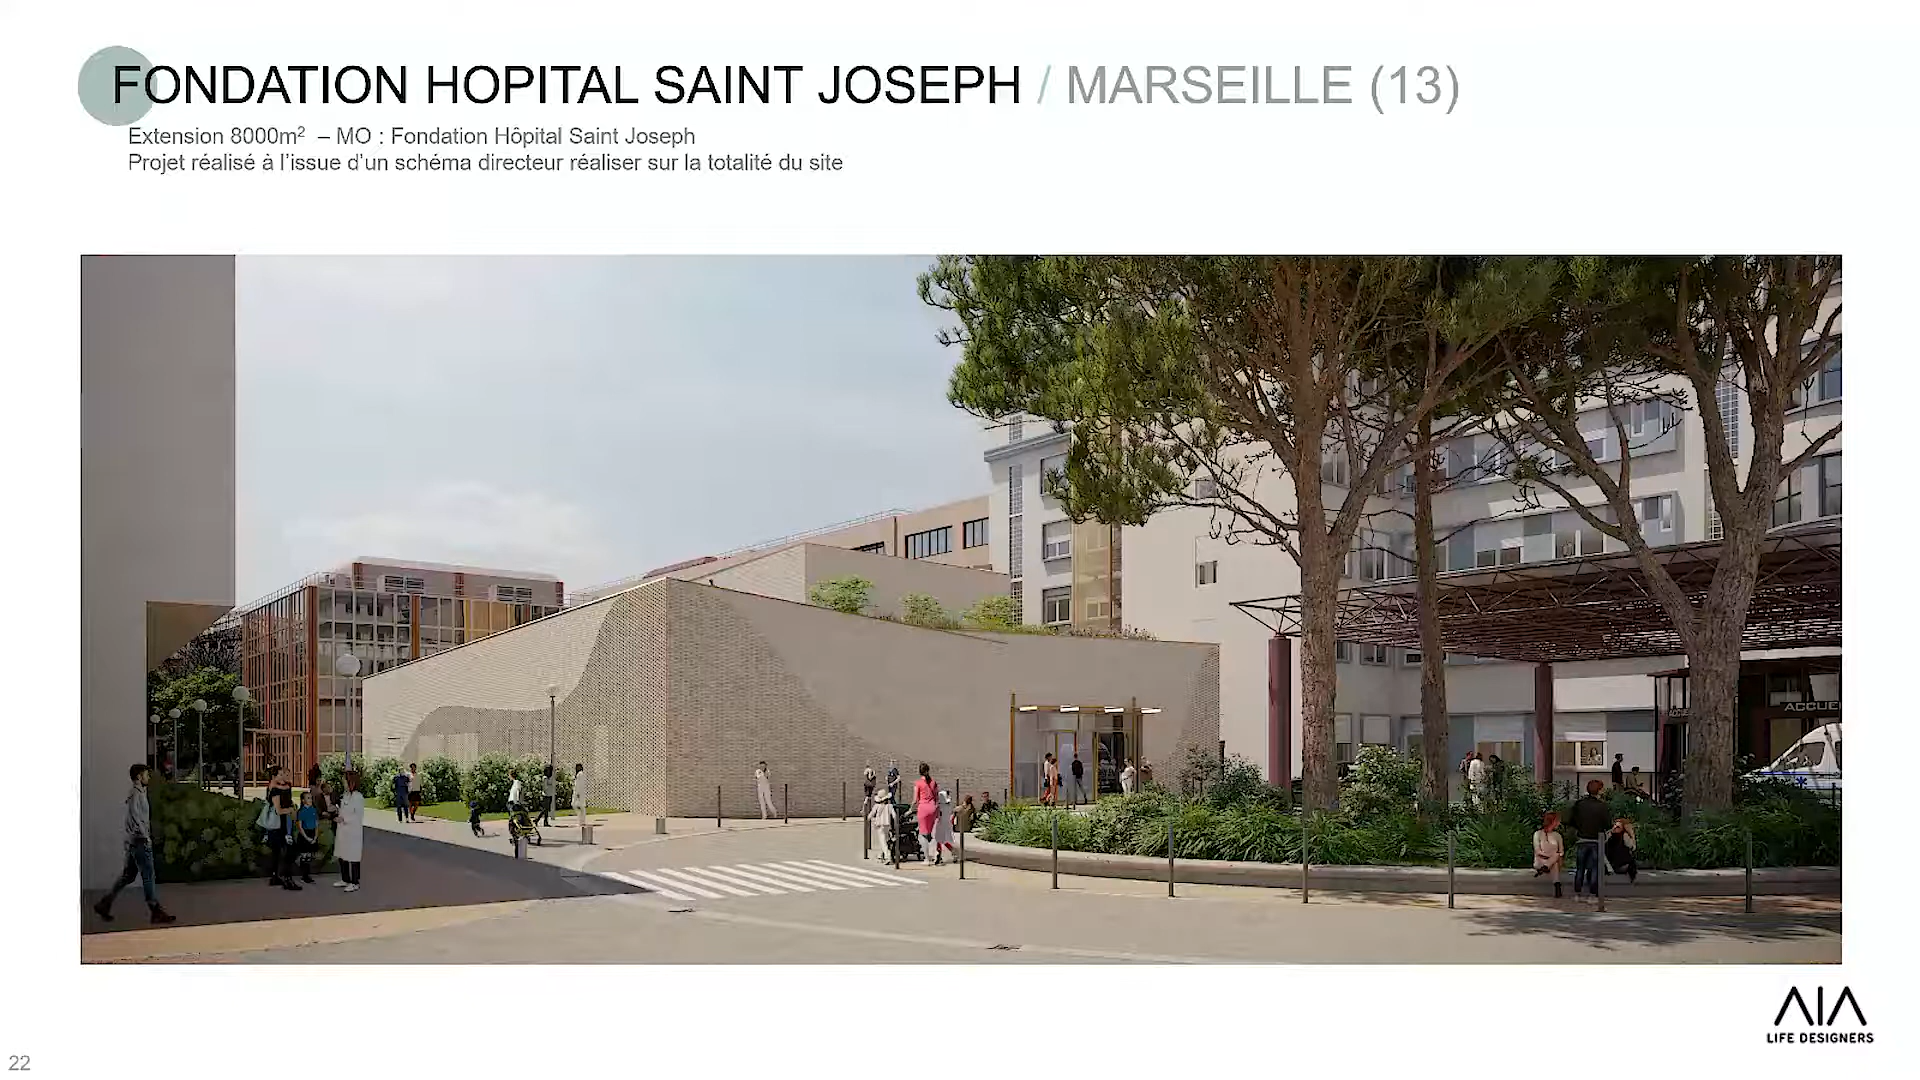 FONDATION HOPITAL SAINT JOSEPH / MARSEILLE (13)
Extension 8000m² – MO : Fondation Hôpital Saint Joseph
Projet réalisé à l'issue d'un schéma directeur réaliser sur la totalité du site
ACCUEI
AIA
LIFE DESIGNERS
22